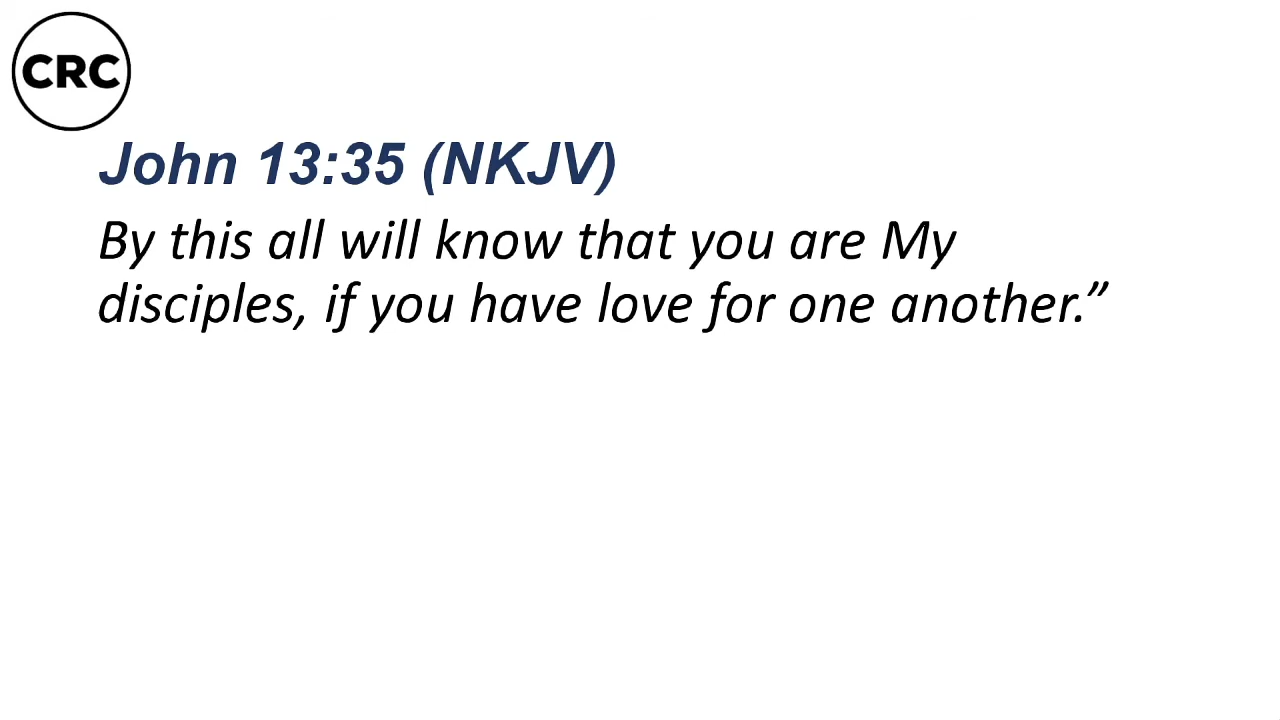 CRC
John 13:35 (NKJV)
By this all will know that you are My
disciples, if you have love for one another.”